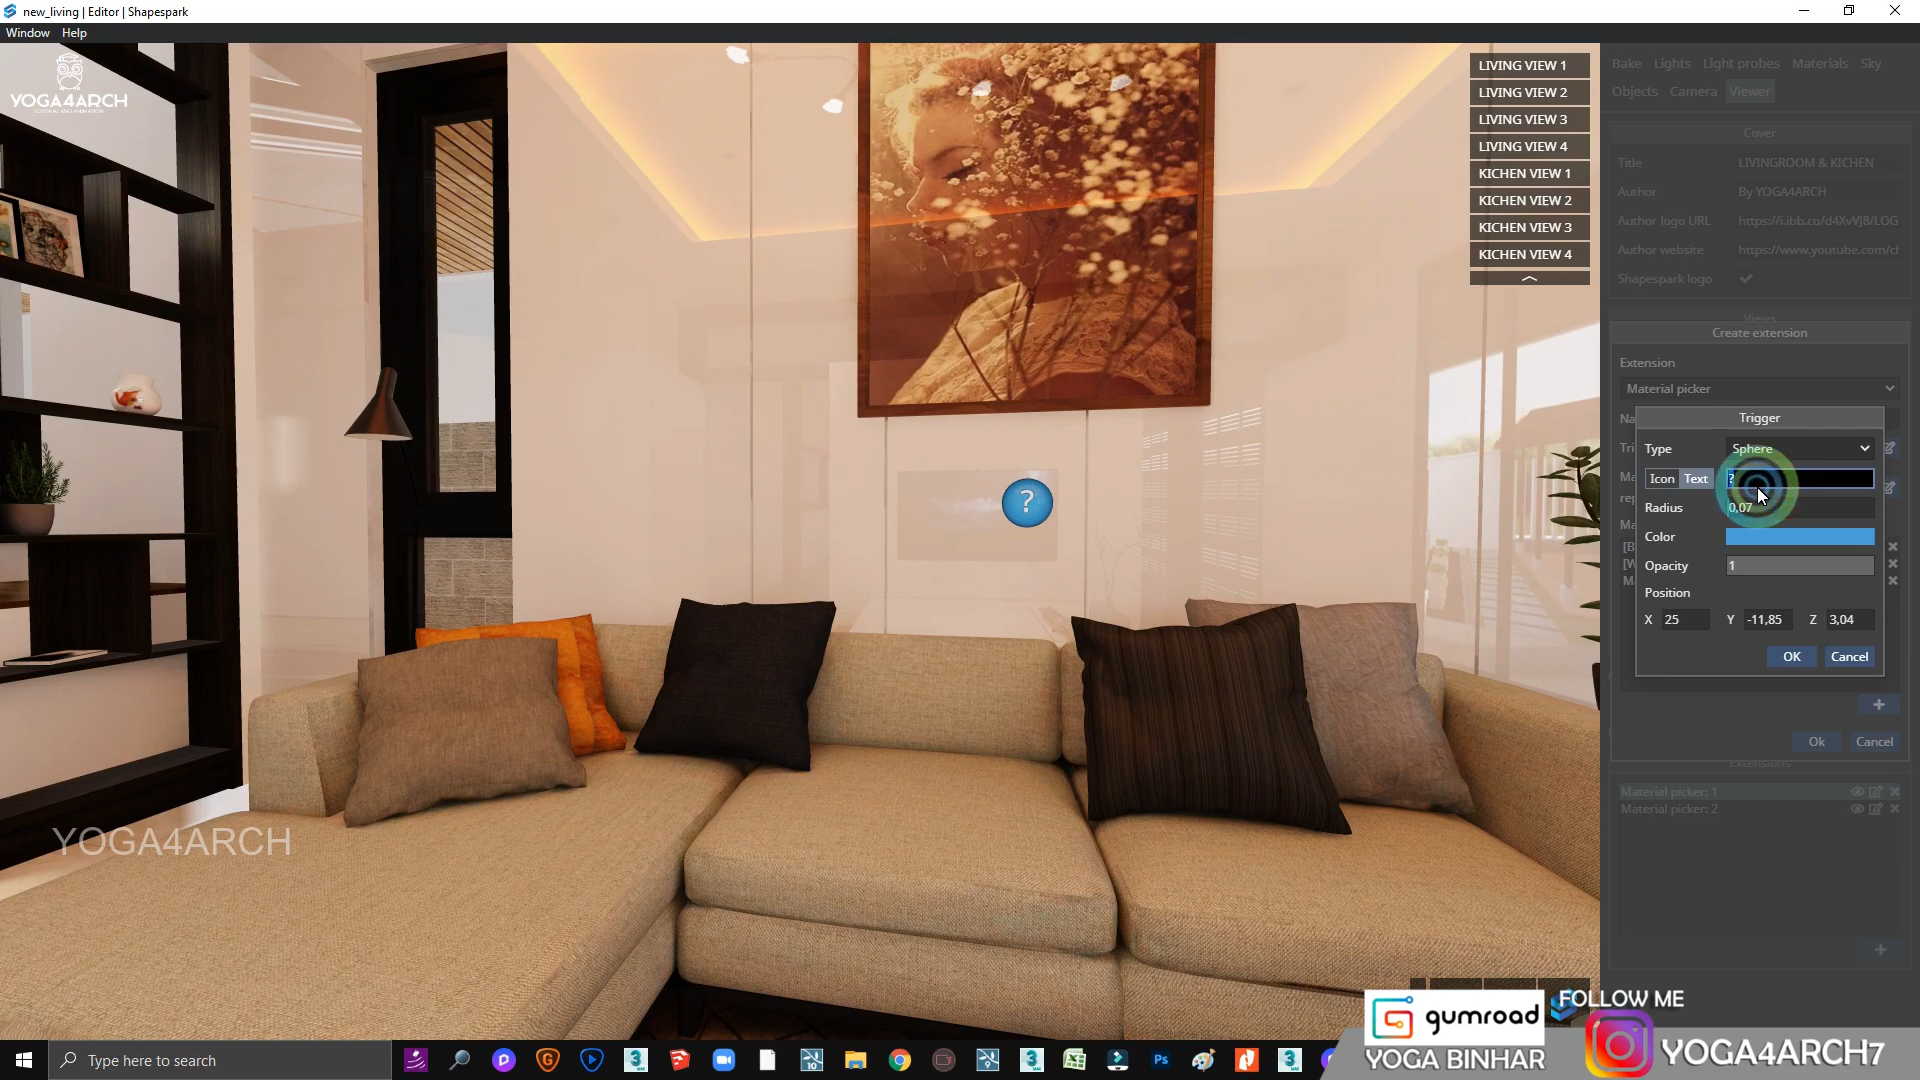 new_living | Editor | Shapespark
Window Help
YOGA4ARCH
LIVING VIEW 1
LIVING VIEW 2
LIVING VIEW 3
LIVING VIEW 4
KICHEN VIEW 1
KICHEN VIEW 2
KICHEN VIEW 3
KICHEN VIEW 4
Bake Lights Light probes Materials Sky
Objects Camera Viewer
Cover
Title LIVINGROOM & KICHEN
Author By YOGA4ARCH
Author logo URL https://i.ibb.co/d4XvVJ8/LOG
Author website https://www.youtube.com/cl
Shapespark logo
Views
Create extension
Extension
Material picker
Na
Trigger
Type Sphere
Icon Text ?
Radius 0,07
Color
Opacity 1
Position
X 25 Y -11,85 Z 3,04
OK Cancel
Ok Cancel
Extensions
Material picker: 1
Material picker: 2
?
YOGA4ARCH
gumroad
YOGA BINHAR
FOLLOW ME
YOGA4ARCH7
Type here to search